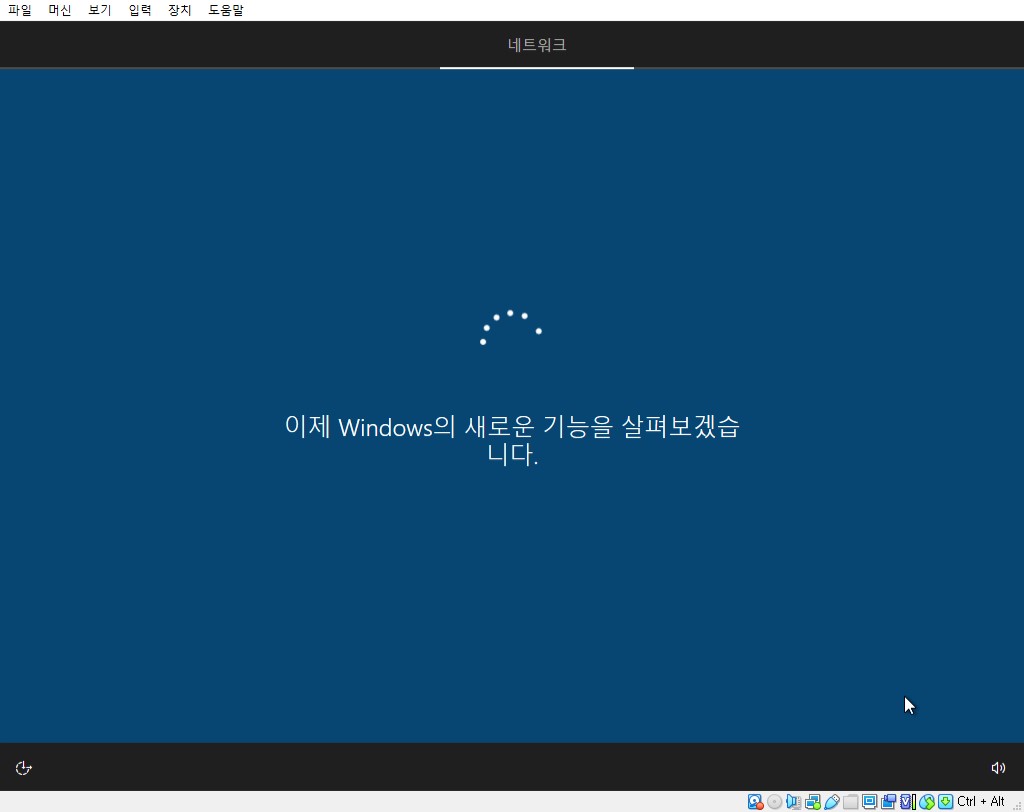 파일 머신 보기 입력 장치 도움말
네트워크
이제 Windows의 새로운 기능을 살펴보겠습
니다.
Ctrl + Alt